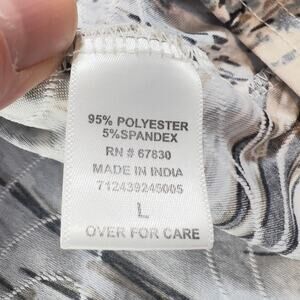 95% POLYESTER
5%SPANDEX
RN # 67830
MADE IN INDIA
712439245005
L
OVER FOR CARE